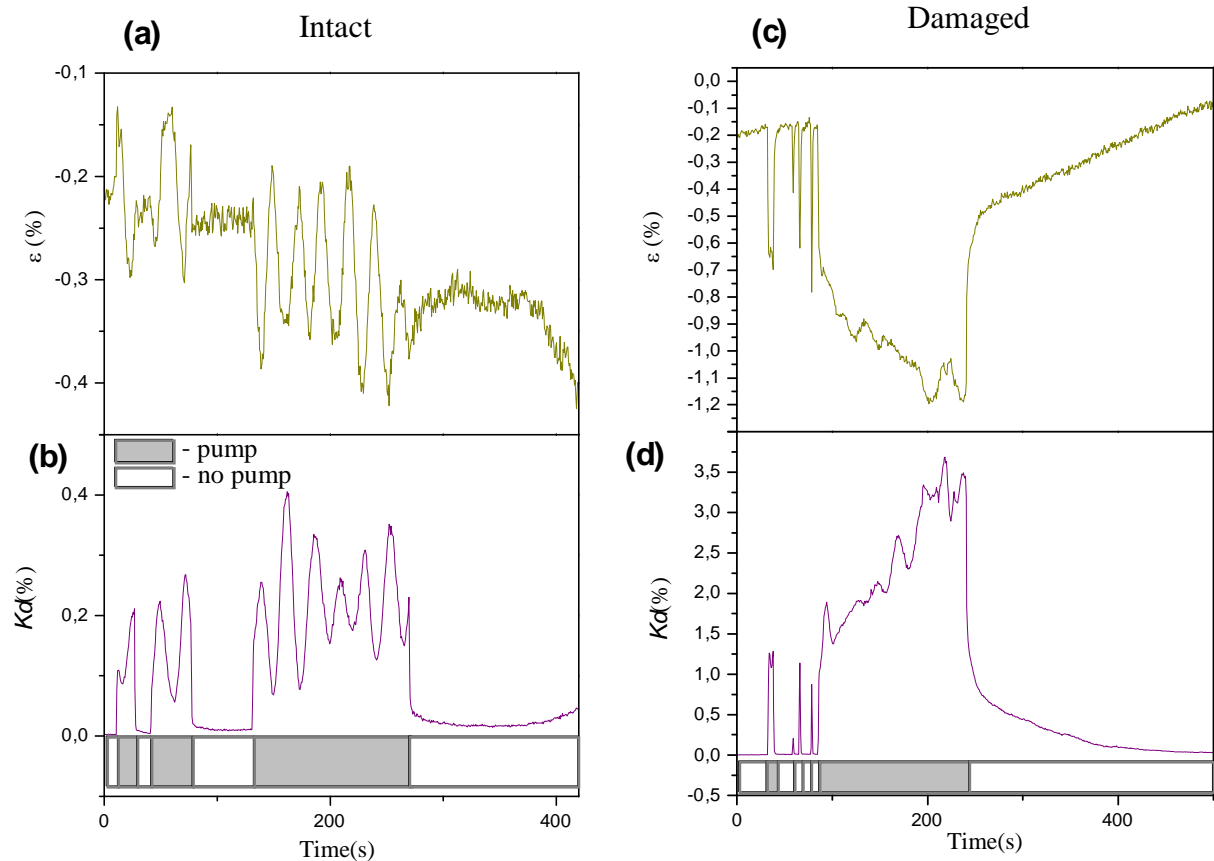 (a) Intact
-0,1
-0,2
-0,3
-0,4
ε (%)
(b)
- pump
- no pump
0,4
0,2
0,0
Kd(%)
0 200 400
Time(s)
(c) Damaged
0,0
-0,1
-0,2
-0,3
-0,4
-0,5
-0,6
-0,7
-0,8
-0,9
-1,0
-1,1
-1,2
ε (%)
(d)
3,5
3,0
2,5
2,0
1,5
1,0
0,5
0,0
-0,5
Kd(%)
0 200 400
Time(s)